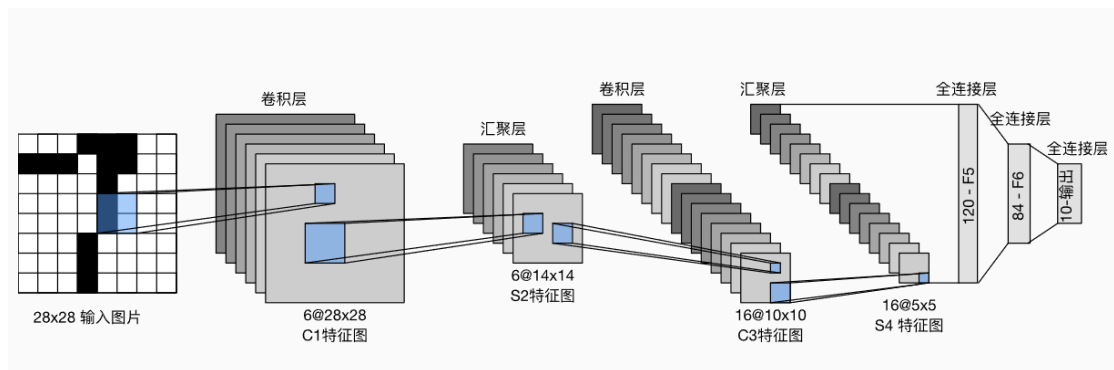 卷积层
汇聚层
卷积层
汇聚层
全连接层
全连接层
全连接层
120 - F5
84 - F6
10-输出
28x28 输入图片
6@28x28
C1特征图
6@14x14
S2特征图
16@10x10
C3特征图
16@5x5
S4 特征图